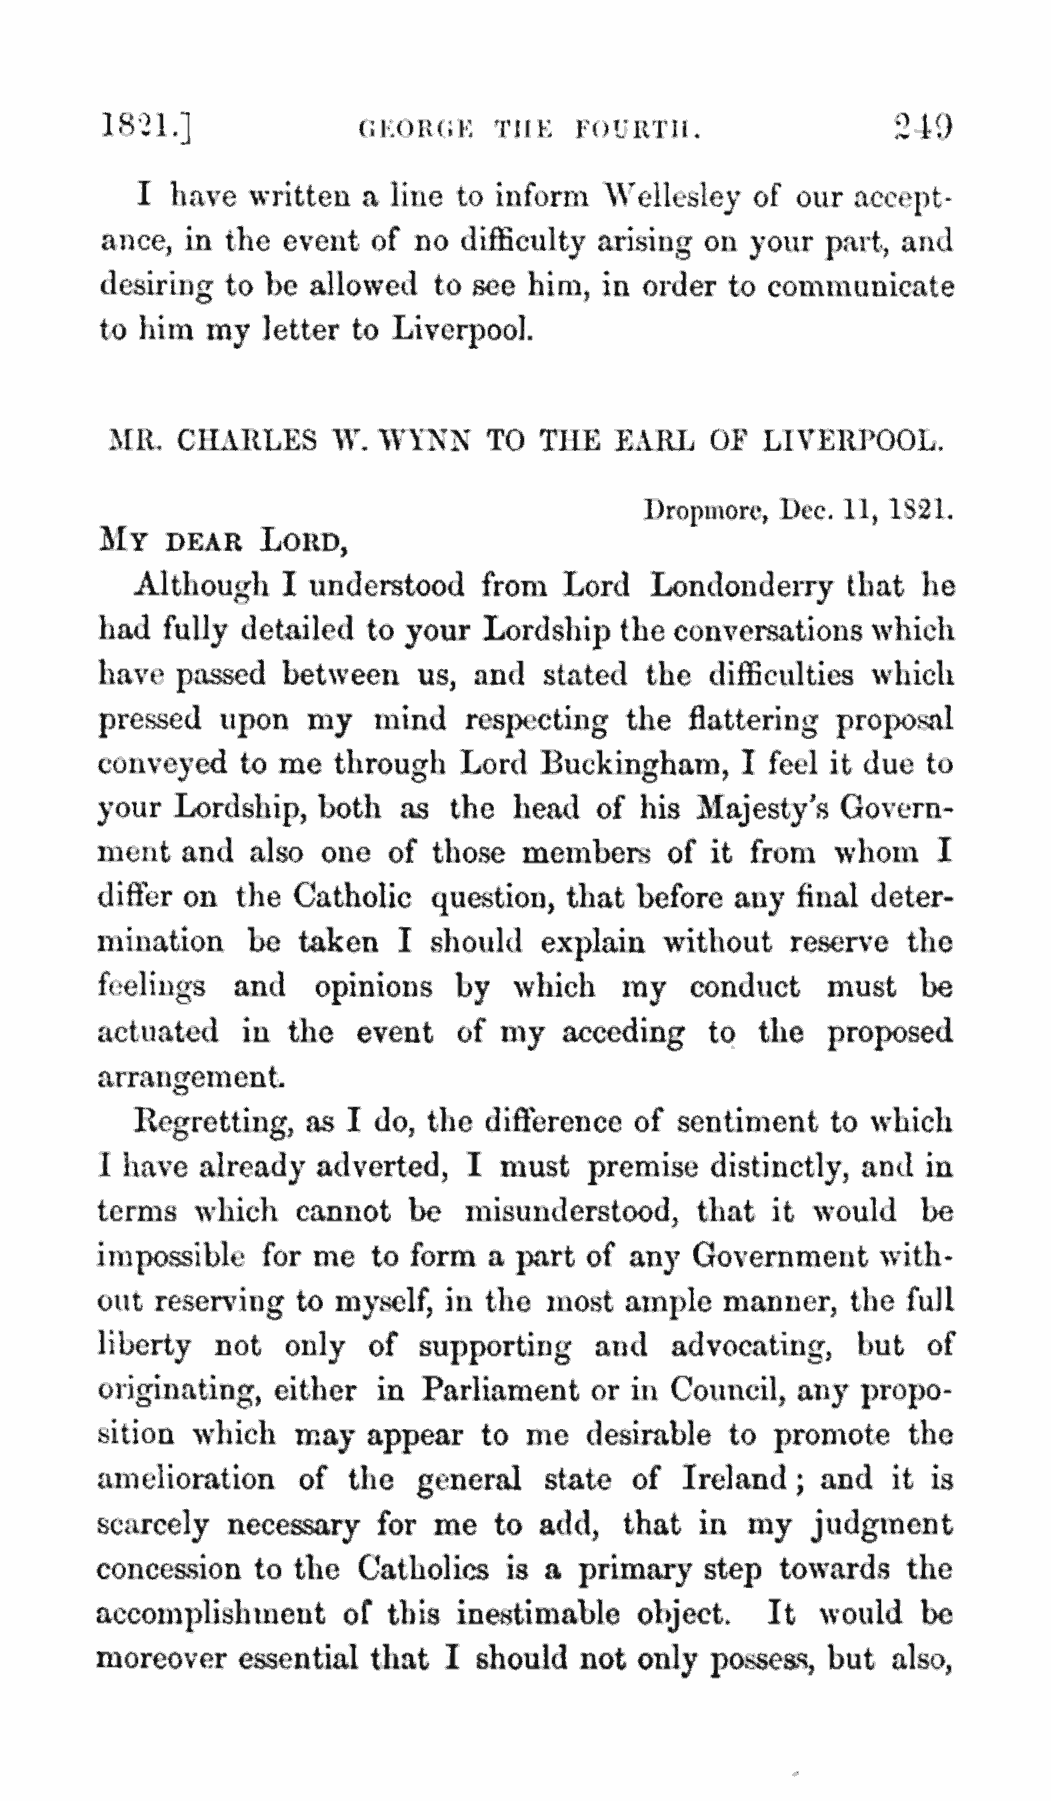 1821.] GEORGE THE FOURTH. 249
I have written a line to inform Wellesley of our accept-
ance, in the event of no difficulty arising on your part, and
desiring to be allowed to see him, in order to communicate
to him my letter to Liverpool.
MR. CHARLES W. WYNN TO THE EARL OF LIVERPOOL.
Dropmore, Dec. 11, 1821.
MY DEAR LORD,
Although I understood from Lord Londonderry that he
had fully detailed to your Lordship the conversations which
have passed between us, and stated the difficulties which
pressed upon my mind respecting the flattering proposal
conveyed to me through Lord Buckingham, I feel it due to
your Lordship, both as the head of his Majesty's Govern-
ment and also one of those members of it from whom I
differ on the Catholic question, that before any final deter-
mination be taken I should explain without reserve the
feelings and opinions by which my conduct must be
actuated in the event of my acceding to the proposed
arrangement.
Regretting, as I do, the difference of sentiment to which
I have already adverted, I must premise distinctly, and in
terms which cannot be misunderstood, that it would be
impossible for me to form a part of any Government with-
out reserving to myself, in the most ample manner, the full
liberty not only of supporting and advocating, but of
originating, either in Parliament or in Council, any propo-
sition which may appear to me desirable to promote the
amelioration of the general state of Ireland; and it is
scarcely necessary for me to add, that in my judgment
concession to the Catholics is a primary step towards the
accomplishment of this inestimable object. It would be
moreover essential that I should not only possess, but also,